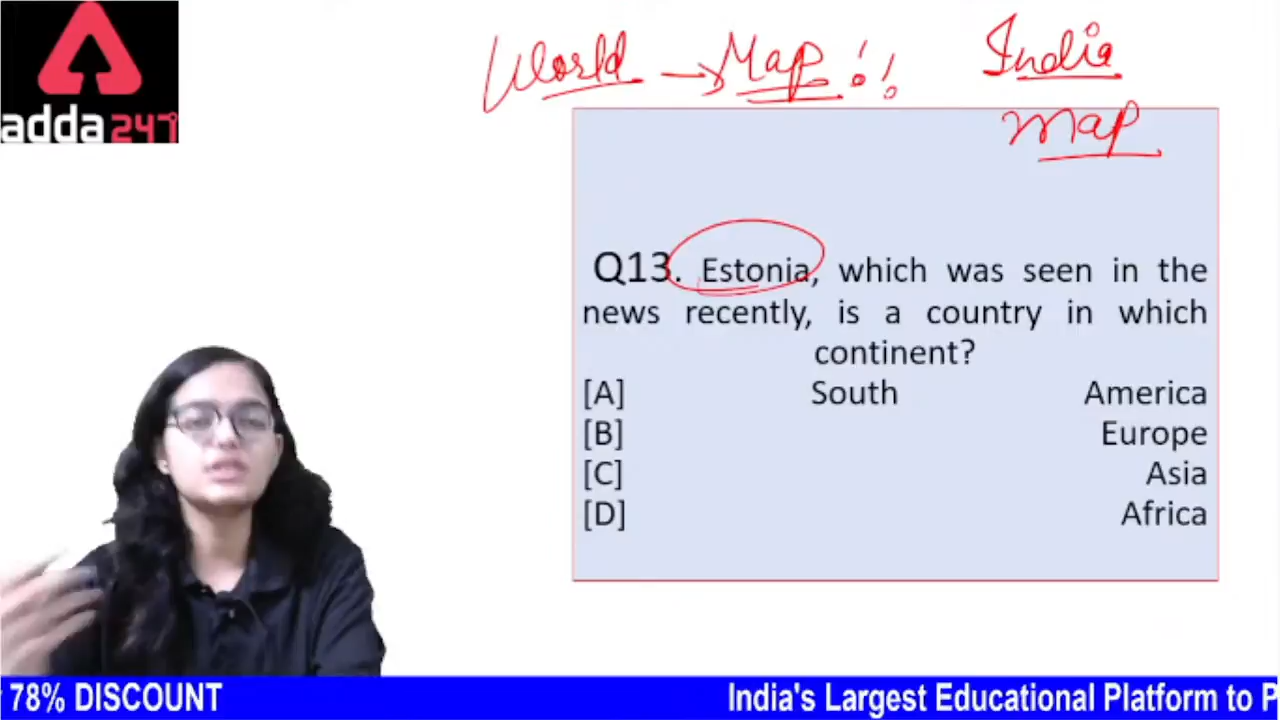 adda247
World → Map!! India
Map
Q13. Estonia, which was seen in the
news recently, is a country in which
continent?
[A] South America
[B] Europe
[C] Asia
[D] Africa
78% DISCOUNT India's Largest Educational Platform to P